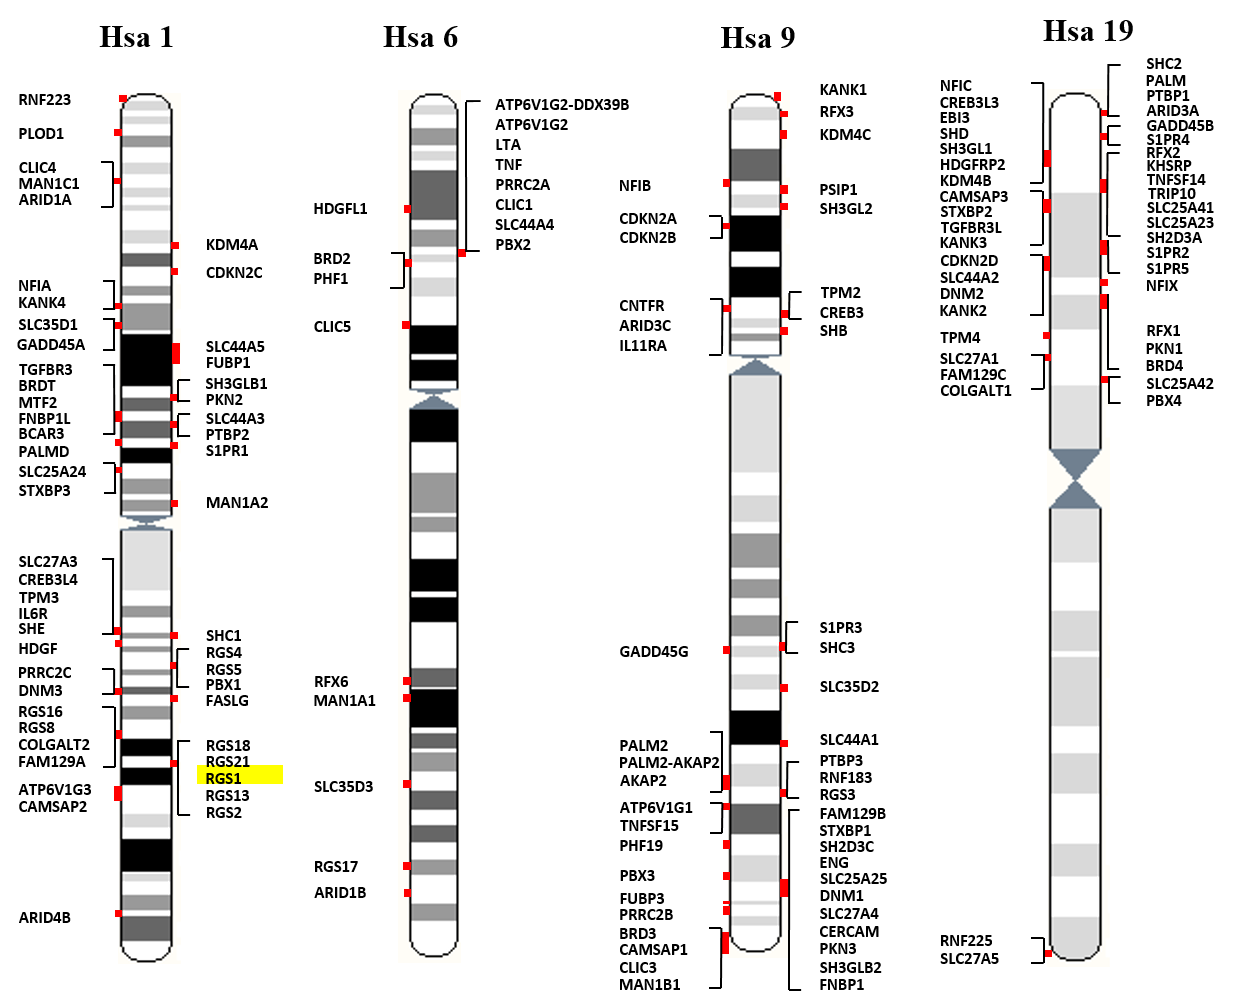 Hsa 1
RNF223
PLOD1
CLIC4
MAN1C1
ARID1A
NFIA
KANK4
SLC35D1
GADD45A
TGFBR3
BRDT
MTF2
FNBP1L
BCAR3
PALMD
SLC25A24
STXBP3
SLC27A3
CREB3L4
TPM3
IL6R
SHE
HDGF
PRRC2C
DNM3
RGS16
RGS8
COLGALT2
FAM129A
ATP6V1G3
CAMSAP2
ARID4B
KDM4A
CDKN2C
SLC44A5
FUBP1
SH3GLB1
PKN2
SLC44A3
PTBP2
S1PR1
MAN1A2
SHC1
RGS4
RGS5
PBX1
FASLG
RGS18
RGS21
RGS1
RGS13
RGS2
Hsa 6
HDGFL1
BRD2
PHF1
CLIC5
RFX6
MAN1A1
SLC35D3
RGS17
ARID1B
ATP6V1G2-DDX39B
ATP6V1G2
LTA
TNF
PRRC2A
CLIC1
SLC44A4
PBX2
Hsa 9
NFIB
CDKN2A
CDKN2B
CNTFR
ARID3C
IL11RA
GADD45G
PALM2
PALM2-AKAP2
AKAP2
ATP6V1G1
TNFSF15
PHF19
PBX3
FUBP3
PRRC2B
BRD3
CAMSAP1
CLIC3
MAN1B1
KANK1
RFX3
KDM4C
PSIP1
SH3GL2
TPM2
CREB3
SHB
S1PR3
SHC3
SLC35D2
SLC44A1
PTBP3
RNF183
RGS3
FAM129B
STXBP1
SH2D3C
ENG
SLC25A25
DNM1
SLC27A4
CERCAM
PKN3
SH3GLB2
FNBP1
Hsa 19
NFIC
CREB3L3
EBI3
SHD
SH3GL1
HDGFRP2
KDM4B
CAMSAP3
STXBP2
TGFBR3L
KANK3
CDKN2D
SLC44A2
DNM2
KANK2
TPM4
SLC27A1
FAM129C
COLGALT1
RNF225
SLC27A5
SHC2
PALM
PTBP1
ARID3A
GADD45B
S1PR4
RFX2
KHSRP
TNFSF14
TRIP10
SLC25A41
SLC25A23
SH2D3A
S1PR2
S1PR5
NFIX
RFX1
PKN1
BRD4
SLC25A42
PBX4